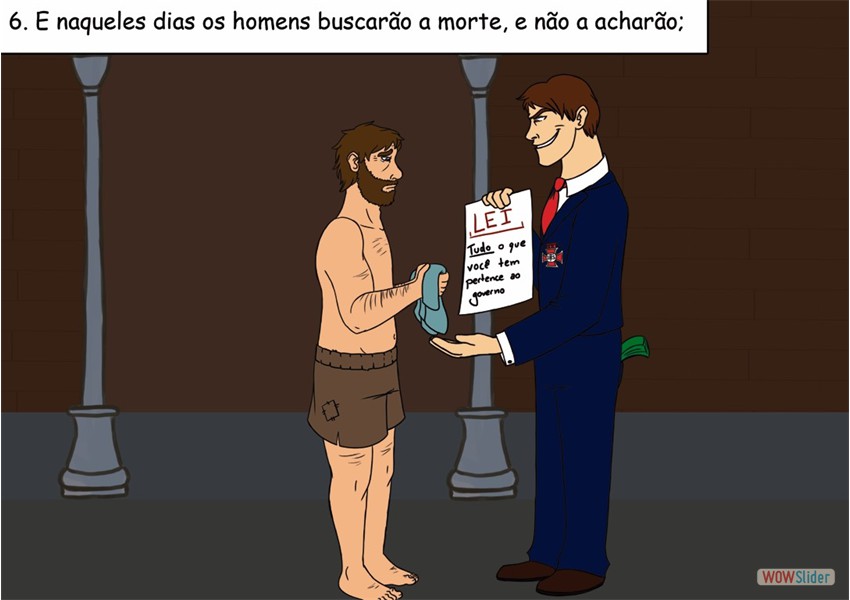 6. E naqueles dias os homens buscarão a morte, e não a acharão;
LEI
Tudo o que
você tem
pertence ao
governo
WOWSlider